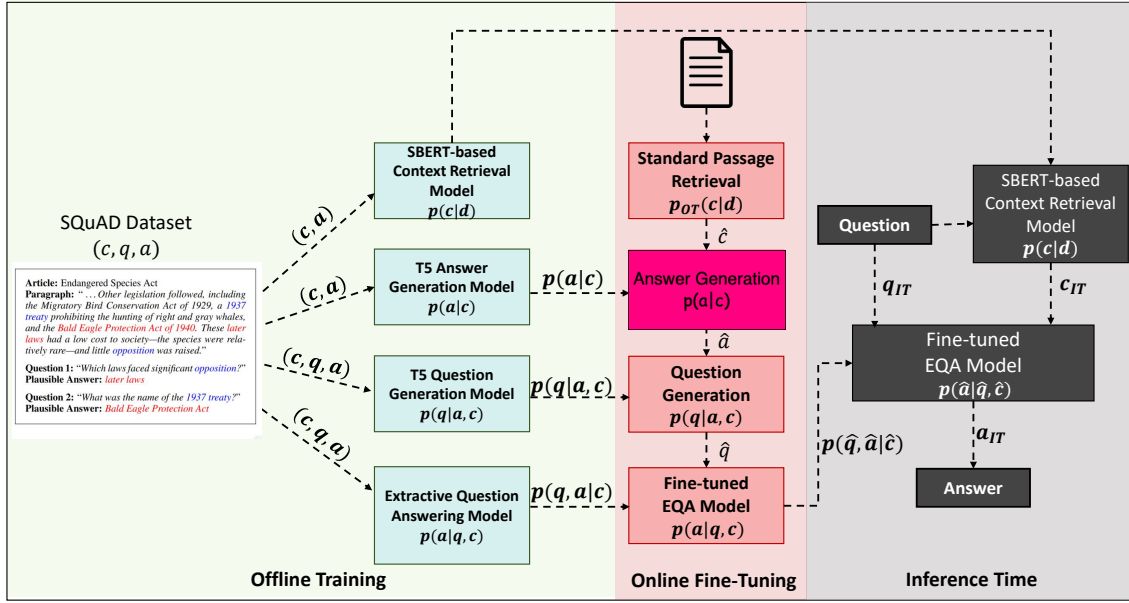 SQuAD Dataset
(c, q, a)
Article: Endangered Species Act
Paragraph: “ … Other legislation followed, including
the Migratory Bird Conservation Act of 1929, a 1937
treaty prohibiting the hunting of right and gray whales,
and the Bald Eagle Protection Act of 1940. These later
laws had a low cost to society—the species were rela-
tively rare—and little opposition was raised.”
Question 1: “Which laws faced significant opposition?”
Plausible Answer: later laws
Question 2: “What was the name of the 1937 treaty?”
Plausible Answer: Bald Eagle Protection Act
(c, a)
(c, a)
(c, q, a)
(c, q, a)
SBERT-based
Context Retrieval
Model
p(c|d)
T5 Answer
Generation Model
p(a|c)
T5 Question
Generation Model
p(q|a, c)
Extractive Question
Answering Model
p(a|q, c)
p(a|c)
p(q|a, c)
p(q, a|c)
Offline Training
Standard Passage
Retrieval
p_OT(c|d)
ĉ
Answer Generation
p(a|c)
â
Question
Generation
p(q|a, c)
q̂
Fine-tuned
EQA Model
p(a|q, c)
Online Fine-Tuning
p(q̂, â|ĉ)
Question
SBERT-based
Context Retrieval
Model
p(c|d)
q_IT
c_IT
Fine-tuned
EQA Model
p(â|q̂, ĉ)
a_IT
Answer
Inference Time